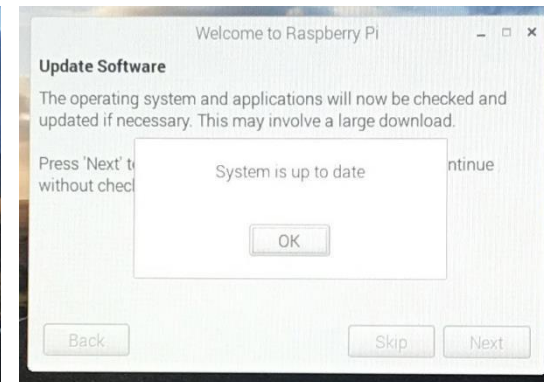 Welcome to Raspberry Pi
Update Software
The operating system and applications will now be checked and
updated if necessary. This may involve a large download.
Press 'Next' t
ntinue
without chec
System is up to date
OK
Back
Skip
Next